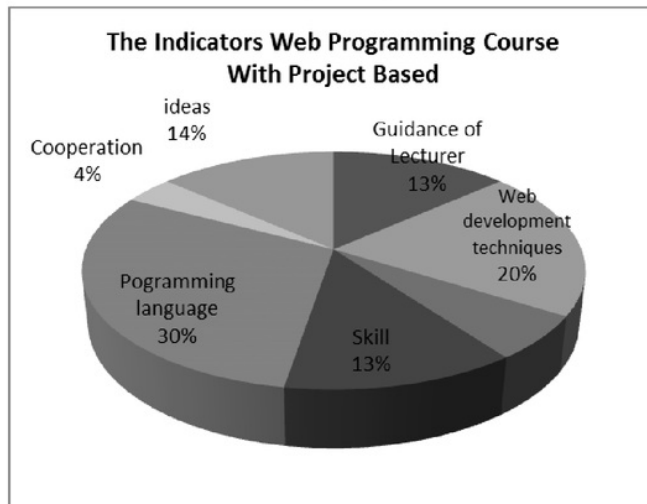 The Indicators Web Programming Course
With Project Based
ideas
14%
Cooperation
4%
Guidance of
Lecturer
13%
Web
development
techniques
20%
Pogramming
language
30%
Skill
13%